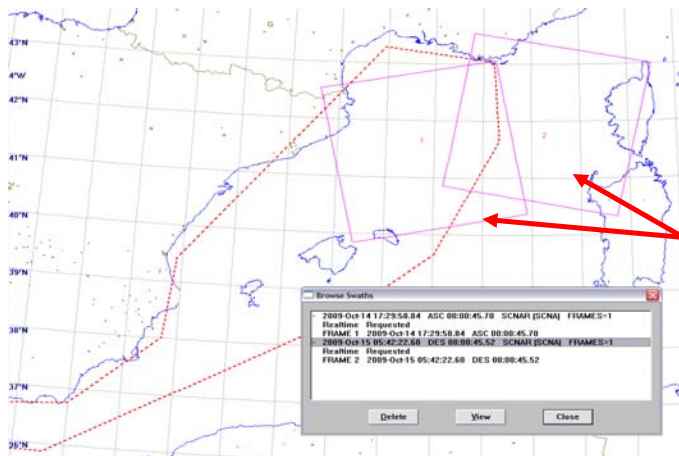 43°N
4°W
42°N
41°N
40°N
39°N
38°N
37°N
36°N
1
2
Browse Swaths
- 2009-Oct-14 17:29:58.84 ASC 00:00:45.70 SCNAR |SCNA| FRAMES=1
Realtime Requested
FRAME 1 2009-Oct-14 17:29:58.84 ASC 00:00:45.70
- 2009-Oct-15 05:42:22.60 DES 00:00:45.52 SCNAR |SCNA| FRAMES=1
Realtime Requested
FRAME 2 2009-Oct-15 05:42:22.60 DES 00:00:45.52
Delete
View
Close